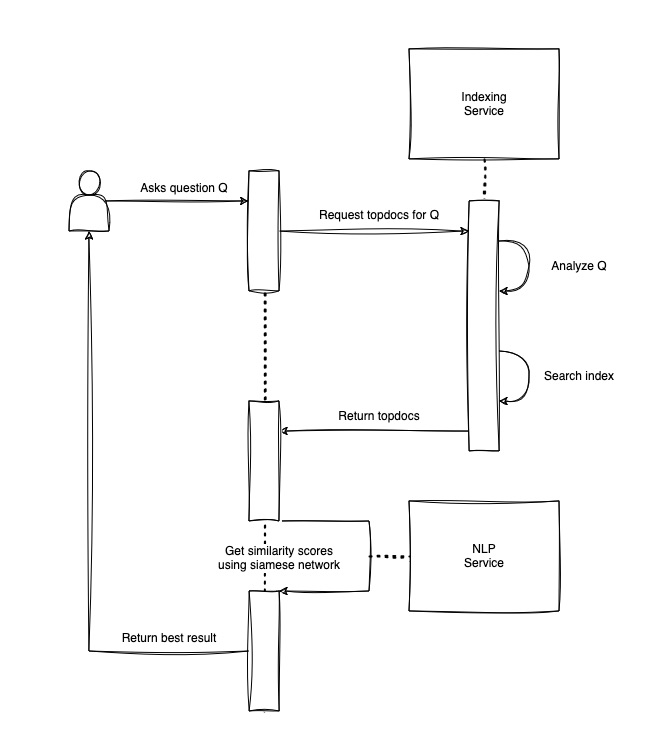 Indexing
Service
Asks question Q
Request topdocs for Q
Analyze Q
Search index
Return topdocs
Get similarity scores
using siamese network
NLP
Service
Return best result